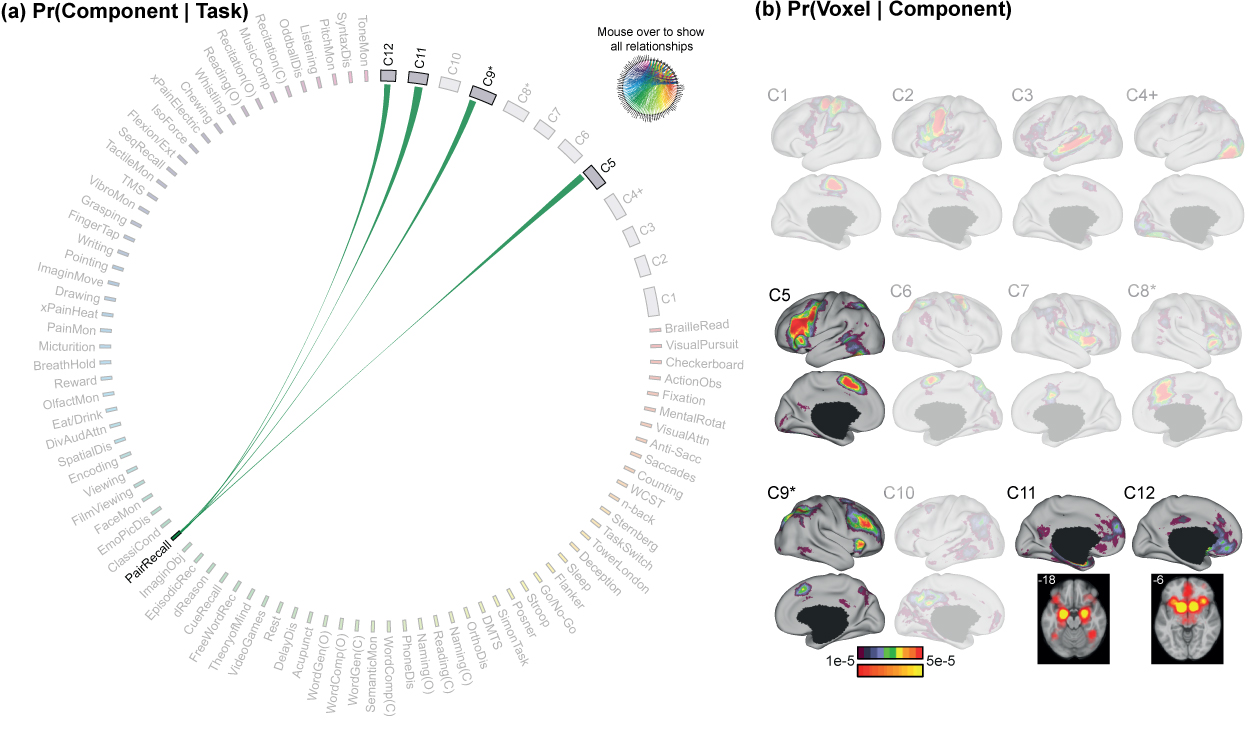 (a) Pr(Component | Task)
Mouse over to show
all relationships
C12
C11
C10
C9*
C8*
C7
C6
C5
C4+
C3
C2
C1
BrailleRead
VisualPursuit
Checkerboard
ActionObs
Fixation
MentalRotat
VisualAttn
Anti-Sacc
Saccades
Counting
WCST
n-back
Sternberg
TaskSwitch
TowerLondon
Deception
Sleep
Flanker
Go/No-Go
Stroop
Posner
SimonTask
DMTS
OrthoDis
Naming(C)
Reading(C)
Naming(O)
PhoneDis
WordComp(C)
SemanticMon
WordGen(C)
WordComp(O)
WordGen(O)
Acupunct
DelayDis
Rest
VideoGames
TheoryofMind
FreeWordRec
CueRecall
dReason
EpisodicRec
ImaginObj
PairRecall
ClassiCond
EmoPicDis
FaceMon
FilmViewing
Viewing
Encoding
SpatialDis
DivAudAttn
Eat/Drink
OlfactMon
Reward
BreathHold
Micturition
PainMon
xPainHeat
Drawing
ImaginMove
Pointing
Writing
FingerTap
Grasping
VibroMon
TMS
TactileMon
SeqRecall
Flexion/Ext
IsoForce
xPainElectric
Chewing
Whistling
Reading(O)
Recitation(O)
MusicComp
Recitation(C)
OddballDis
Listening
PitchMon
SyntaxDis
ToneMon
(b) Pr(Voxel | Component)
C1
C2
C3
C4+
C5
C6
C7
C8*
C9*
C10
C11
C12
-18
-6
1e-5
5e-5